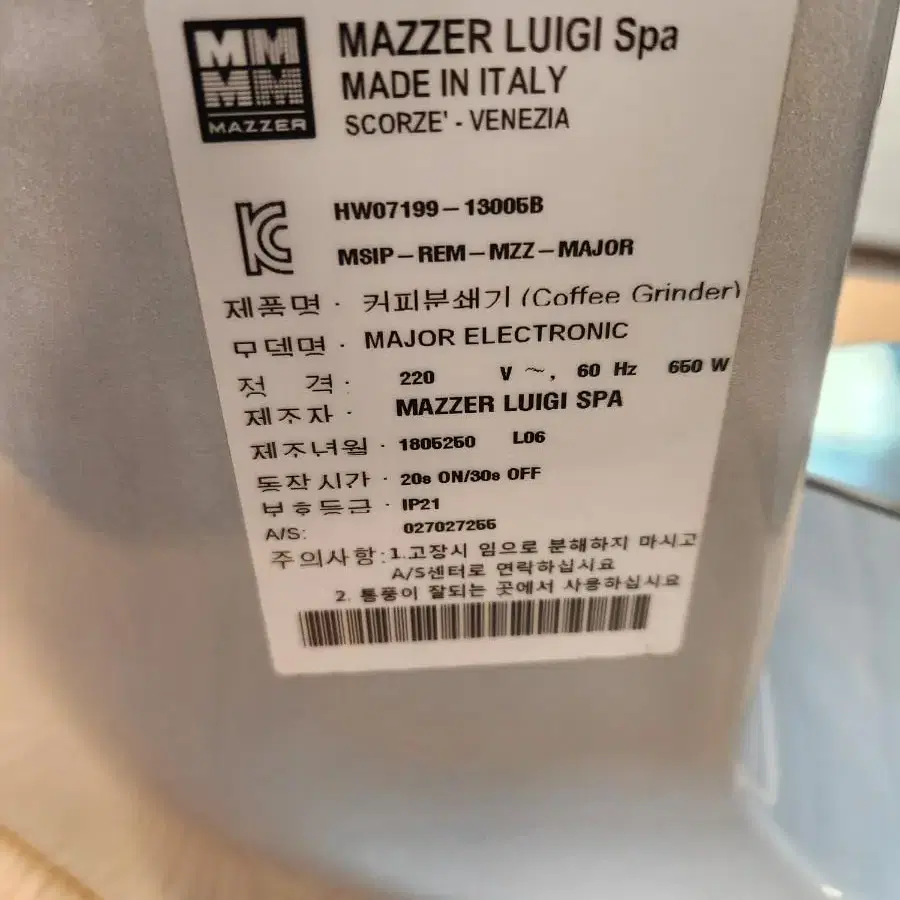 MAZZER
MAZZER LUIGI Spa
MADE IN ITALY
SCORZE' - VENEZIA
HW07199-13005B
MSIP-REM-MZZ-MAJOR
제품명 · 커피분쇄기 (Coffee Grinder)
모델명 · MAJOR ELECTRONIC
정 격 : 220 V ~, 60 Hz 650 W
제조자 · MAZZER LUIGI SPA
제조년월 · 1805250 L06
동작시간 · 20s ON/30s OFF
보호등급 · IP21
A/S: 027027255
주의사항:1.고장시 임으로 분해하지 마시고
A/S센터로 연락하십시요
2. 통풍이 잘되는 곳에서 사용하십시요